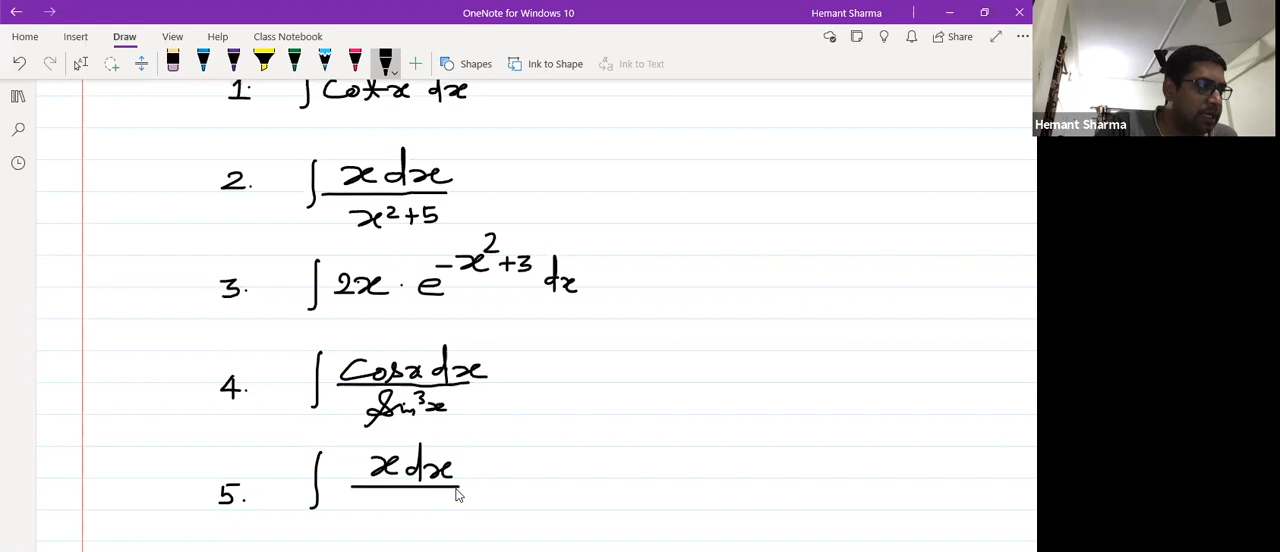 OneNote for Windows 10
Hemant Sharma
Home Insert Draw View Help Class Notebook
Share
Shapes Ink to Shape Ink to Text
Hemant Sharma
1. ∫ Cotx dx
2. ∫ x dx / x²+5
3. ∫ 2x · e^(-x²+3) dx
4. ∫ Cosx dx / Sin³x
5. ∫ x dx